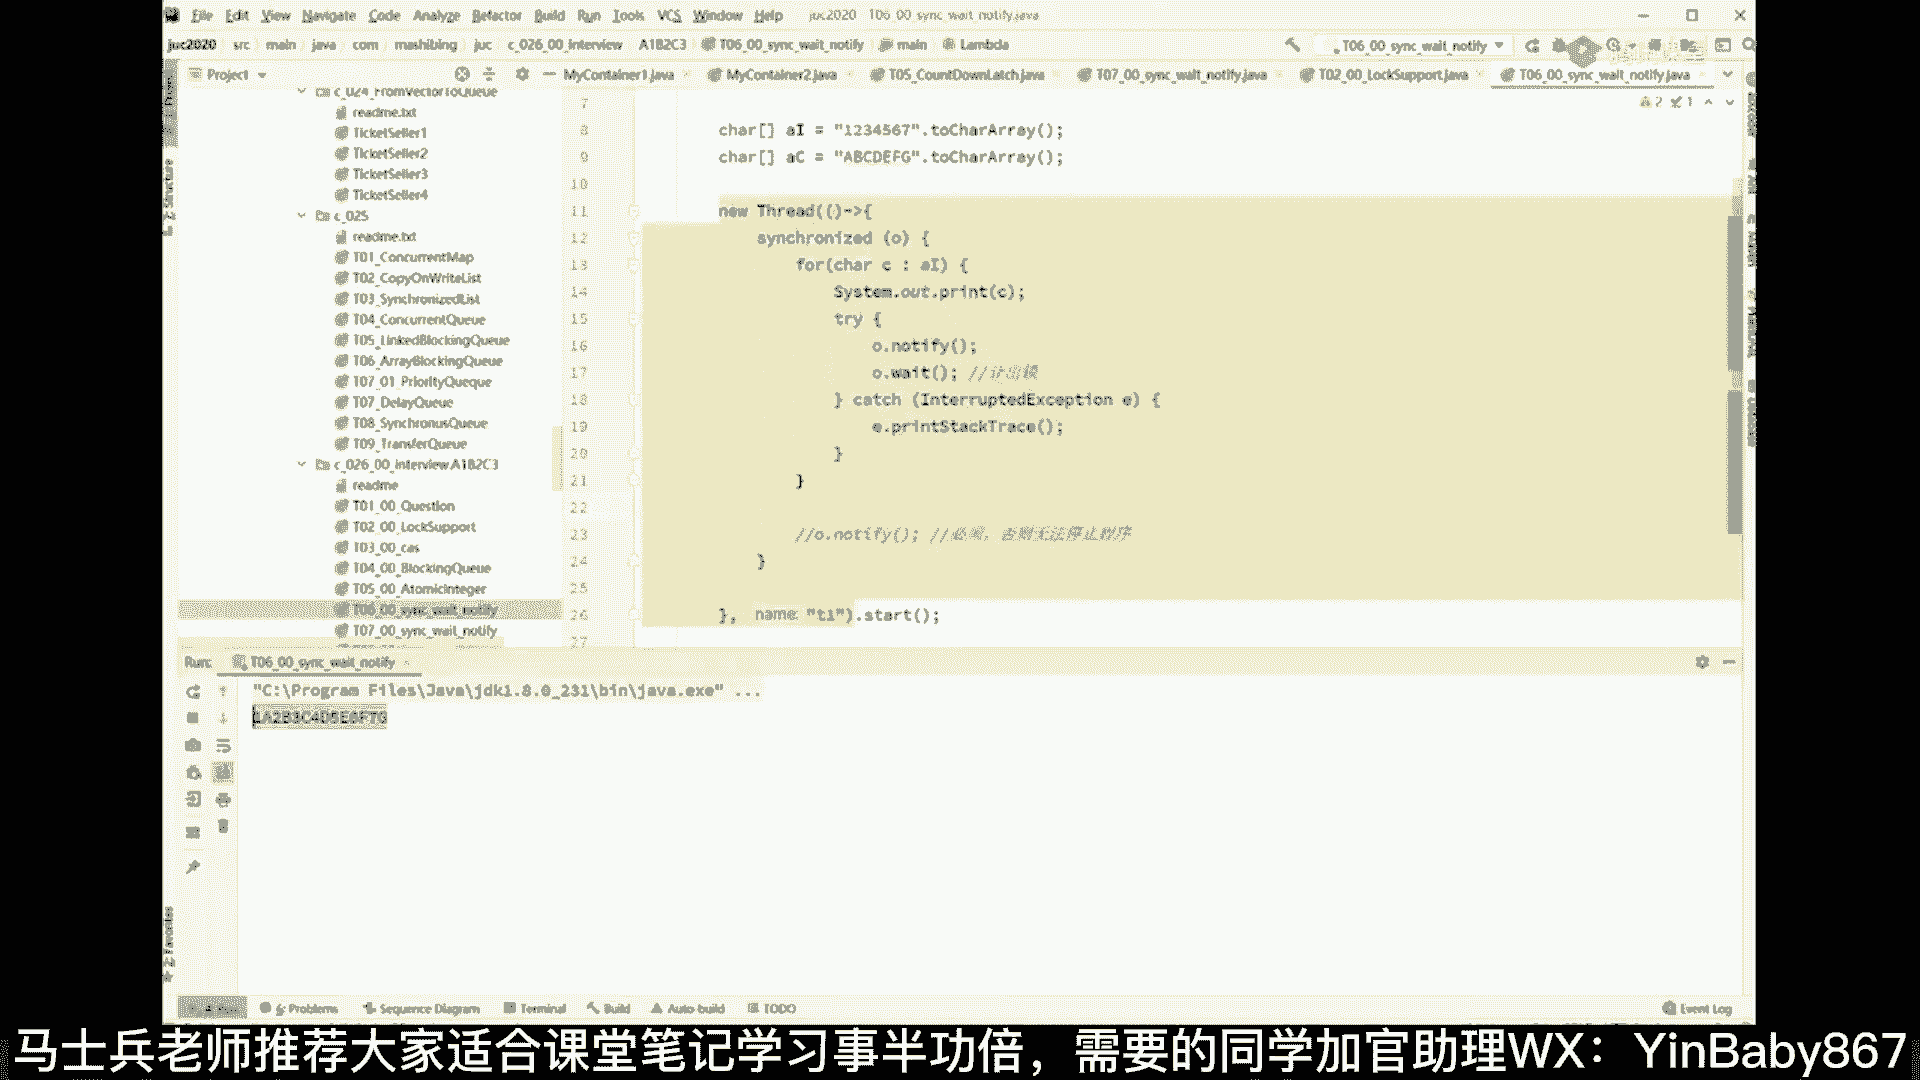 File Edit View Navigate Code Analyze Refactor Build Run Tools VCS Window Help juc2020 T06_00_sync_wait_notify.java
juc2020 src main java com mashibing juc c_026_00_interview A1B2C3 T06_00_sync_wait_notify main Lambda
T06_00_sync_wait_notify
Project
MyContainer1.java MyContainer2.java T05_CountDownLatch.java T07_00_sync_wait_notify.java T02_00_LockSupport.java T06_00_sync_wait_notify.java
c_024_FromVectorToQueue
readme.txt
TicketSeller1
TicketSeller2
TicketSeller3
TicketSeller4
c_025
readme.txt
T01_ConcurrentMap
T02_CopyOnWriteList
T03_SynchronizedList
T04_ConcurrentQueue
T05_LinkedBlockingQueue
T06_ArrayBlockingQueue
T07_01_PriorityQueque
T07_DelayQueue
T08_SynchronusQueue
T09_TransferQueue
c_026_00_interview.A1B2C3
readme
T01_00_Question
T02_00_LockSupport
T03_00_cas
T04_00_BlockingQueue
T05_00_AtomicInteger
T06_00_sync_wait_notify
T07_00_sync_wait_notify
2 1
7
8 char[] aI = "1234567".toCharArray();
9 char[] aC = "ABCDEFG".toCharArray();
10
11 new Thread(()->{
12 synchronized (o) {
13 for(char c : aI) {
14 System.out.print(c);
15 try {
16 o.notify();
17 o.wait(); //让出锁
18 } catch (InterruptedException e) {
19 e.printStackTrace();
20 }
21 }
22
23 //o.notify(); //必须，否则无法停止程序
24 }
25
26 }, name: "t1").start();
27
2: Structure
2: Favorites
Run: T06_00_sync_wait_notify
"C:\Program Files\Java\jdk1.8.0_231\bin\java.exe" ...
1A2B3C4D5E6F7G
6: Problems Sequence Diagram Terminal Build Auto-build TODO Event Log
马士兵老师推荐大家适合课堂笔记学习事半功倍，需要的同学加官助理WX：YinBaby867